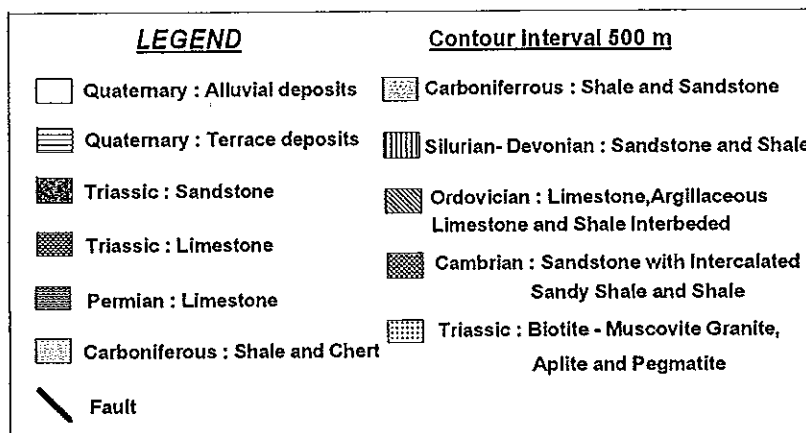 LEGEND
Quaternary : Alluvial deposits
Quaternary : Terrace deposits
Triassic : Sandstone
Triassic : Limestone
Permian : Limestone
Carboniferous : Shale and Chert
Fault
Contour interval 500 m
Carboniferrous : Shale and Sandstone
Silurian- Devonian : Sandstone and Shale
Ordovician : Limestone,Argillaceous
Limestone and Shale Interbeded
Cambrian : Sandstone with Intercalated
Sandy Shale and Shale
Triassic : Biotite - Muscovite Granite,
Aplite and Pegmatite